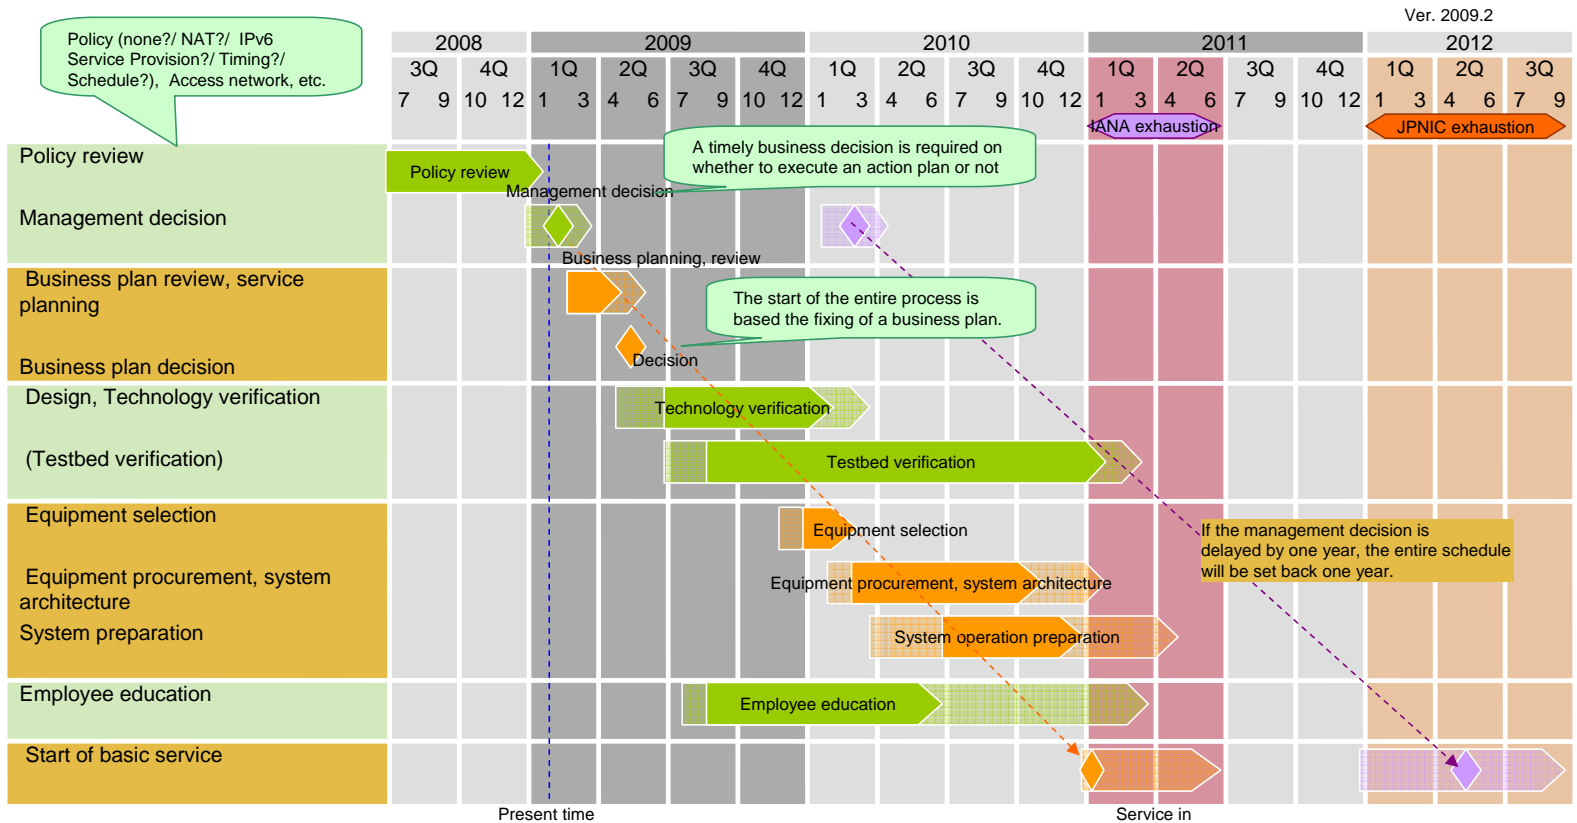 Ver. 2009.2
Policy (none?/ NAT?/ IPv6
Service Provision?/ Timing?/
Schedule?), Access network, etc.
2008 2009 2010 2011 2012
3Q 4Q 1Q 2Q 3Q 4Q 1Q 2Q 3Q 4Q 1Q 2Q 3Q 4Q 1Q 2Q 3Q
7 9 10 12 1 3 4 6 7 9 10 12 1 3 4 6 7 9 10 12 1 3 4 6 7 9 10 12 1 3 4 6 7 9
IANA exhaustion JPNIC exhaustion
Policy review
Policy review
A timely business decision is required on
whether to execute an action plan or not
Management decision
Management decision
Business planning, review
Business plan review, service
planning
The start of the entire process is
based the fixing of a business plan.
Business plan decision
Decision
Design, Technology verification
Technology verification
(Testbed verification)
Testbed verification
Equipment selection
Equipment selection
If the management decision is
delayed by one year, the entire schedule
will be set back one year.
Equipment procurement, system
architecture
Equipment procurement, system architecture
System preparation
System operation preparation
Employee education
Employee education
Start of basic service
Present time
Service in